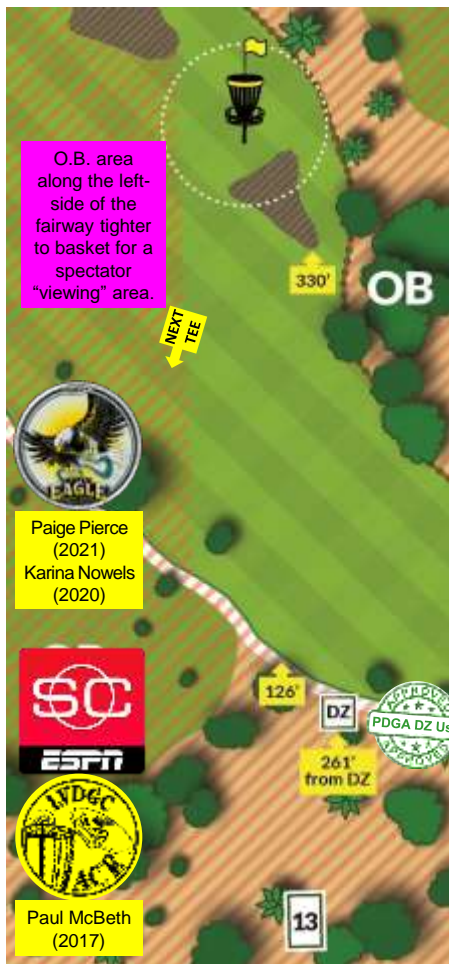 O.B. area
along the left-
side of the
fairway tighter
to basket for a
spectator
"viewing" area.
330'
OB
NEXT
TEE
EAGLE
Paige Pierce
(2021)
Karina Nowels
(2020)
126'
DZ
APPROVED
PDGA DZ Us
APPROVED
261'
from DZ
SC
ESPN
LVDGC
ACE
Paul McBeth
(2017)
13